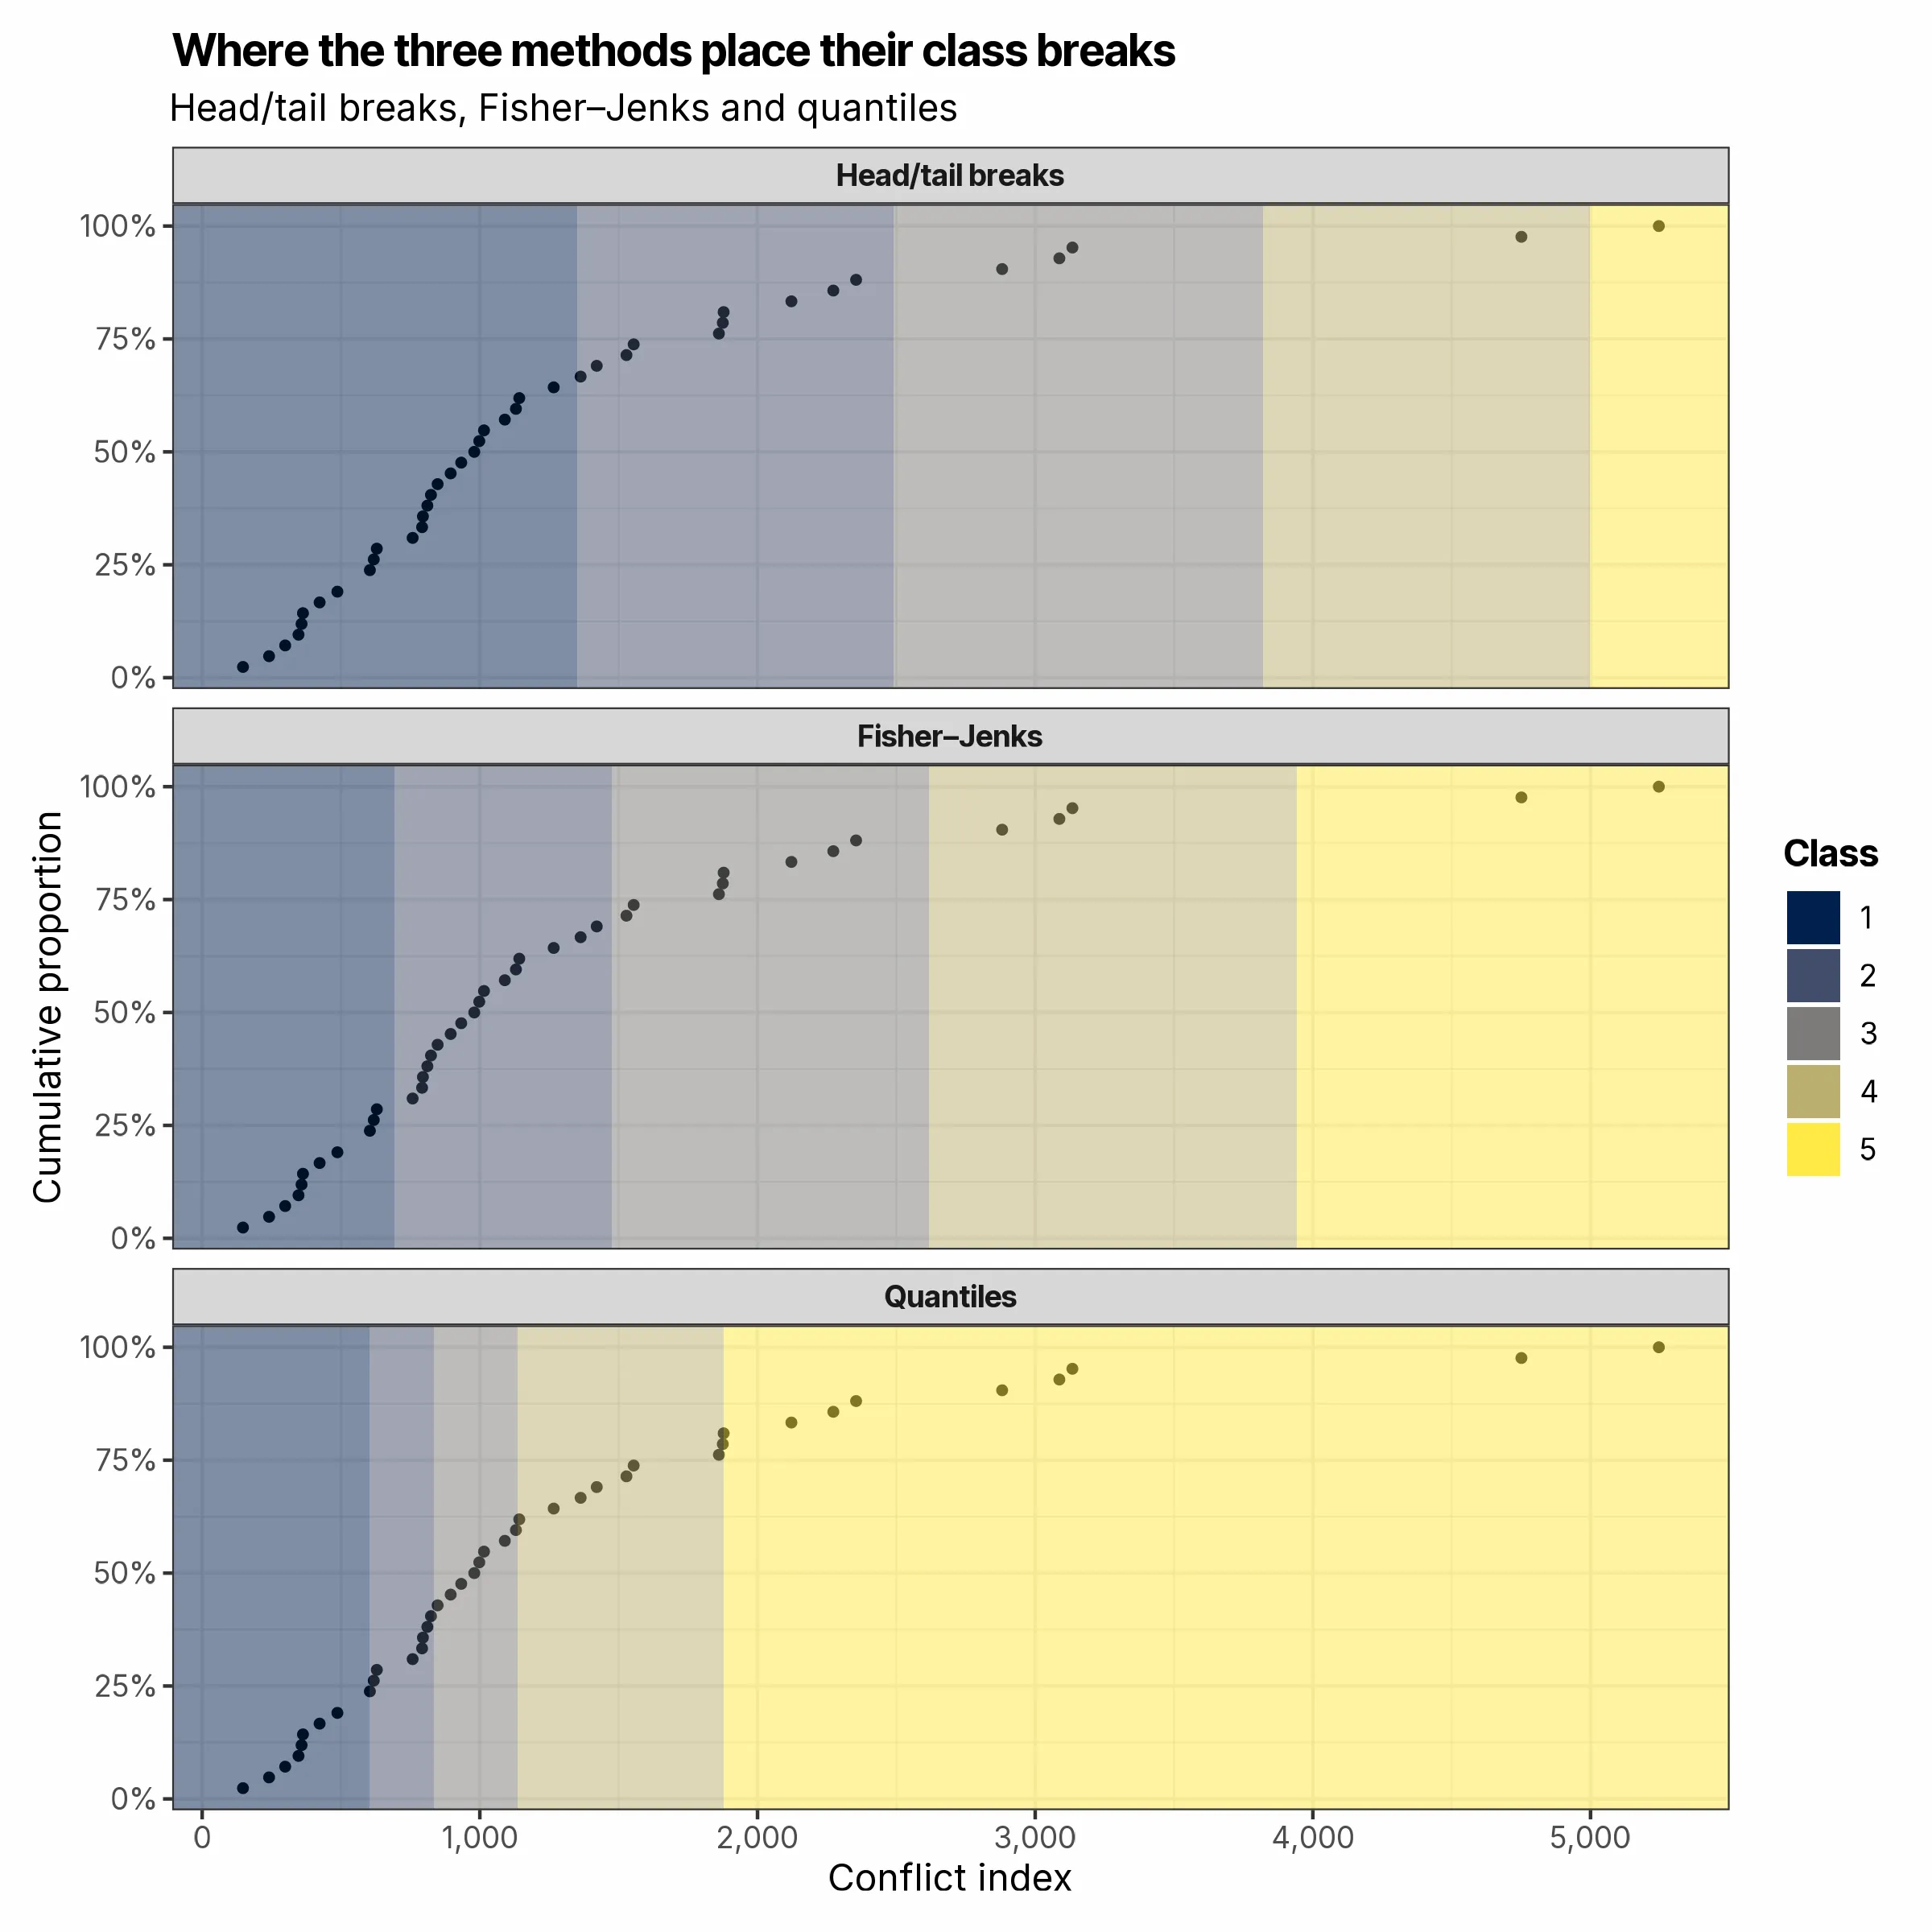 Where the three methods place their class breaks
Head/tail breaks, Fisher–Jenks and quantiles
Head/tail breaks
100%
75%
50%
25%
0%
Fisher–Jenks
100%
75%
50%
25%
0%
Quantiles
100%
75%
50%
25%
0%
0 1,000 2,000 3,000 4,000 5,000
Conflict index
Cumulative proportion
Class
1
2
3
4
5